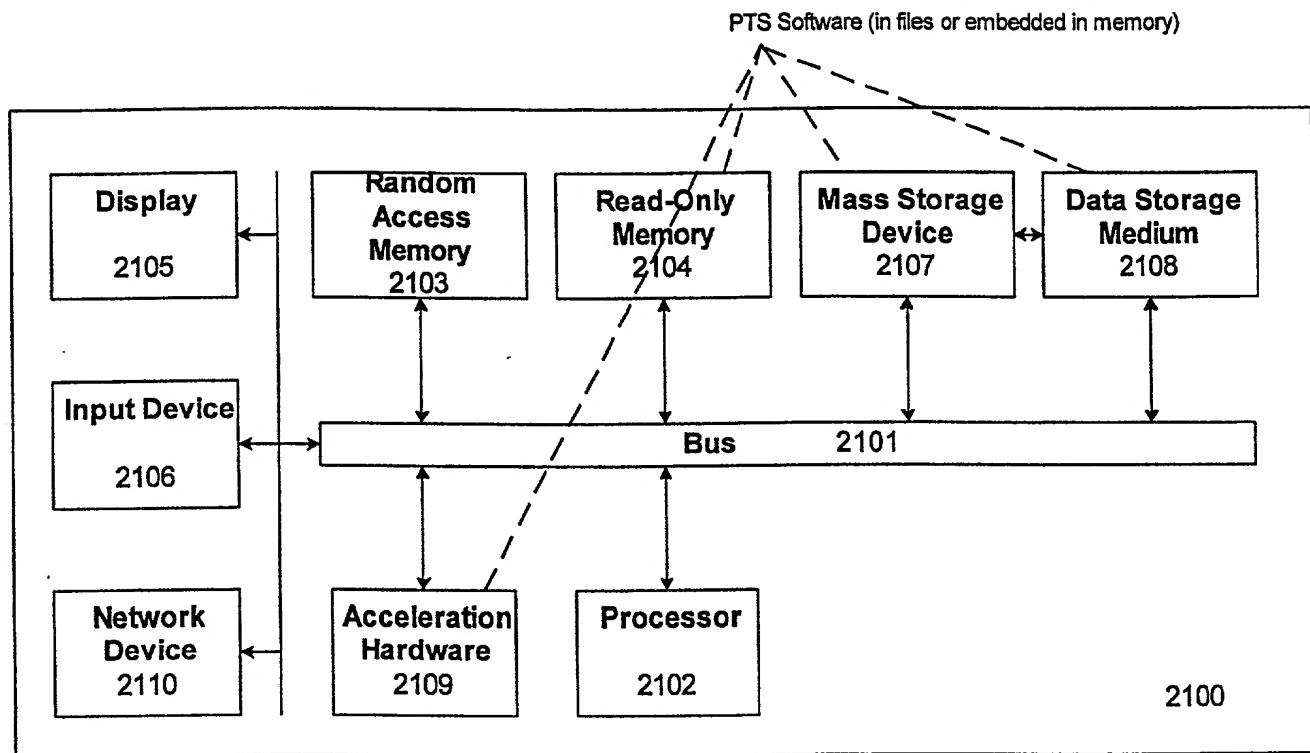 PTS Software (in files or embedded in memory)
Display
2105
Random
Access
Memory
2103
Read-Only
Memory
2104
Mass Storage
Device
2107
Data Storage
Medium
2108
Input Device
2106
Bus 2101
Network
Device
2110
Acceleration
Hardware
2109
Processor
2102
2100